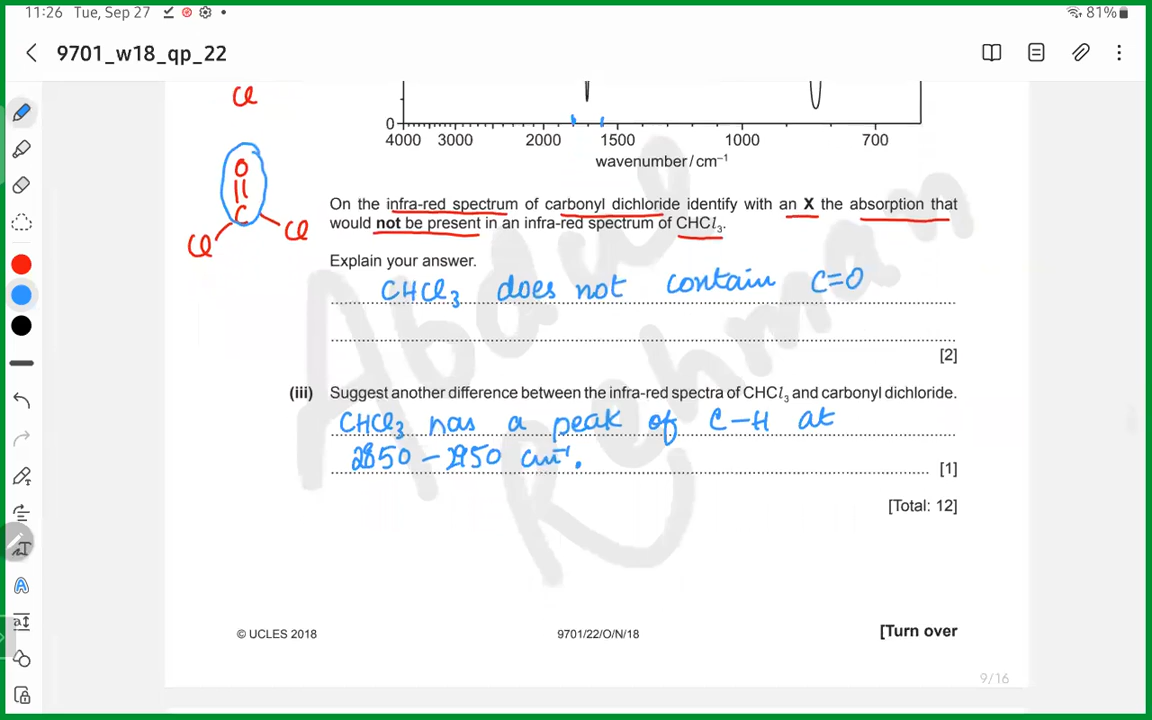 11:26 Tue, Sep 27
81%
9701_w18_qp_22
Cl
0
4000 3000 2000 1500 1000 700
wavenumber / cm⁻¹
O
||
C
Cl Cl
On the infra-red spectrum of carbonyl dichloride identify with an X the absorption that
would not be present in an infra-red spectrum of CHCl₃.
Explain your answer.
CHCl₃ does not contain C=O
[2]
(iii) Suggest another difference between the infra-red spectra of CHCl₃ and carbonyl dichloride.
CHCl₃ has a peak of C–H at
2850 – 2950 cm⁻¹.
[1]
[Total: 12]
Abdul
Rehman
© UCLES 2018
9701/22/O/N/18
[Turn over
9/16